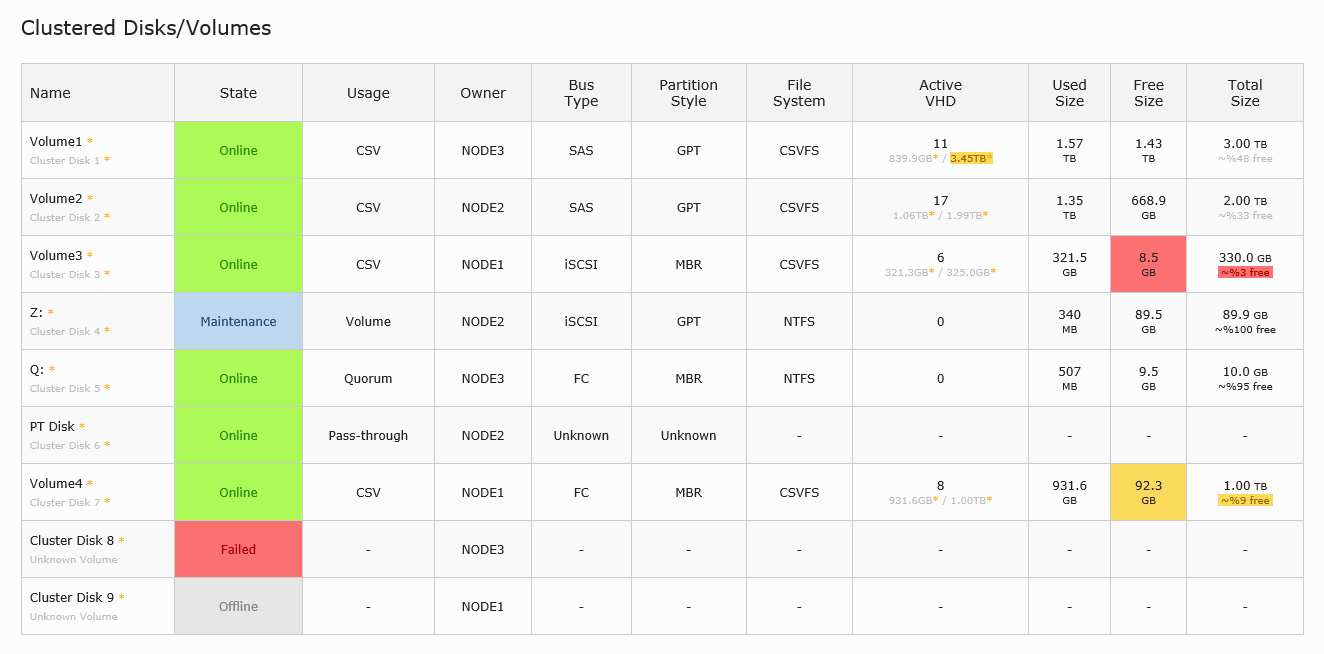 Clustered Disks/Volumes
Name State Usage Owner Bus Type Partition Style File System Active VHD Used Size Free Size Total Size
Volume1 * Online CSV NODE3 SAS GPT CSVFS 11 1.57 TB 1.43 TB 3.00 TB
Cluster Disk 1 * 839.9GB* / 3.45TB* ~%48 free
Volume2 * Online CSV NODE2 SAS GPT CSVFS 17 1.35 TB 668.9 GB 2.00 TB
Cluster Disk 2 * 1.06TB* / 1.99TB* ~%33 free
Volume3 * Online CSV NODE1 iSCSI MBR CSVFS 6 321.5 GB 8.5 GB 330.0 GB
Cluster Disk 3 * 321.3GB* / 325.0GB* ~%3 free
Z: * Maintenance Volume NODE2 iSCSI GPT NTFS 0 340 MB 89.5 GB 89.9 GB
Cluster Disk 4 * ~%100 free
Q: * Online Quorum NODE3 FC MBR NTFS 0 507 MB 9.5 GB 10.0 GB
Cluster Disk 5 * ~%95 free
PT Disk * Online Pass-through NODE2 Unknown Unknown - - - - -
Cluster Disk 6 *
Volume4 * Online CSV NODE1 FC MBR CSVFS 8 931.6 GB 92.3 GB 1.00 TB
Cluster Disk 7 * 931.6GB* / 1.00TB* ~%9 free
Cluster Disk 8 * Failed - NODE3 - - - - - - -
Unknown Volume
Cluster Disk 9 * Offline - NODE1 - - - - - - -
Unknown Volume